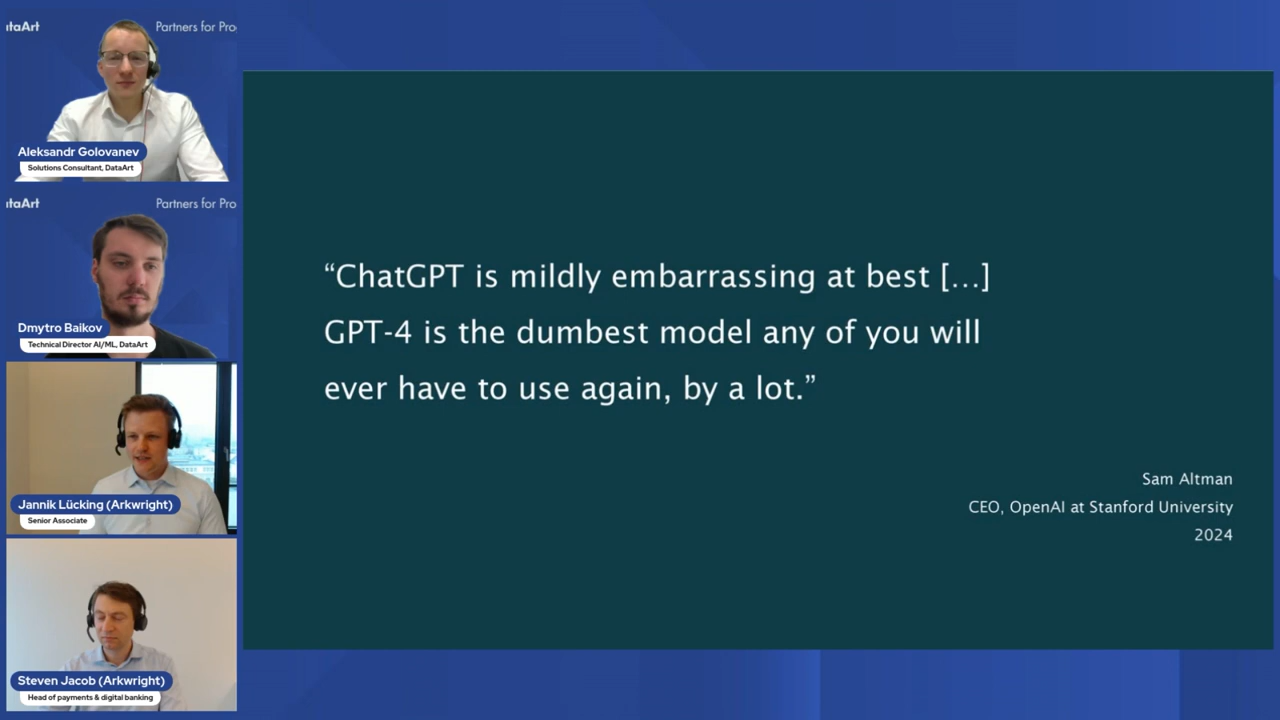 Partners for Pro
Aleksandr Golovanev
Solutions Consultant, DataArt
Partners for Pro
Dmytro Baikov
Technical Director AI/ML, DataArt
Jannik Lücking (Arkwright)
Senior Associate
Steven Jacob (Arkwright)
Head of payments & digital banking
“ChatGPT is mildly embarrassing at best [...]
GPT-4 is the dumbest model any of you will
ever have to use again, by a lot.”
Sam Altman
CEO, OpenAI at Stanford University
2024